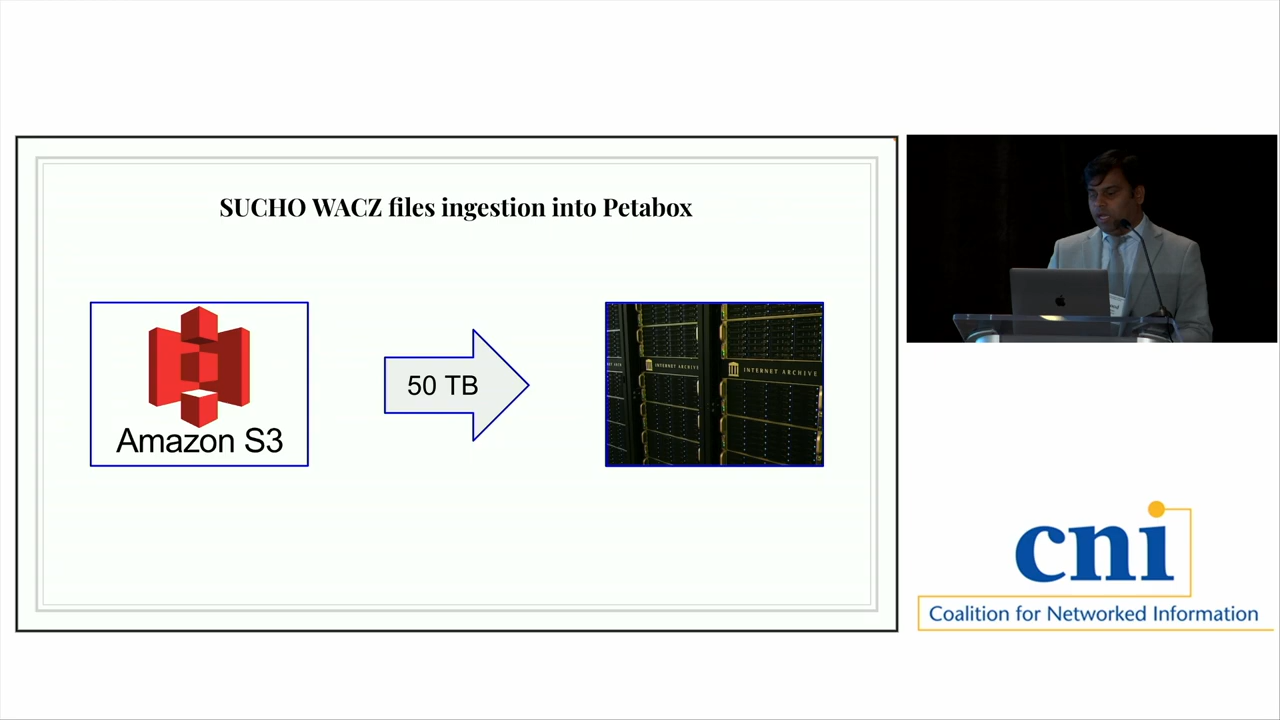 SUCHO WACZ files ingestion into Petabox
Amazon S3
50 TB
INTERNET ARCHIVE
INTERNET ARCHIVE
cni
Coalition for Networked Information